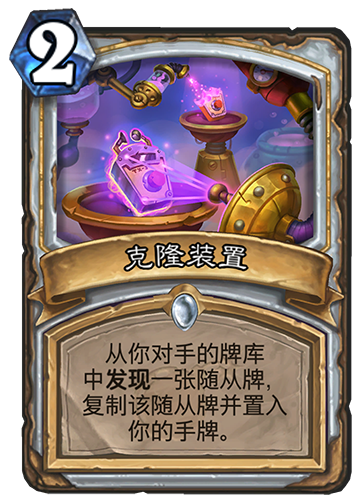 2
克隆装置
从你对手的牌库
中发现一张随从牌，
复制该随从牌并置入
你的手牌。